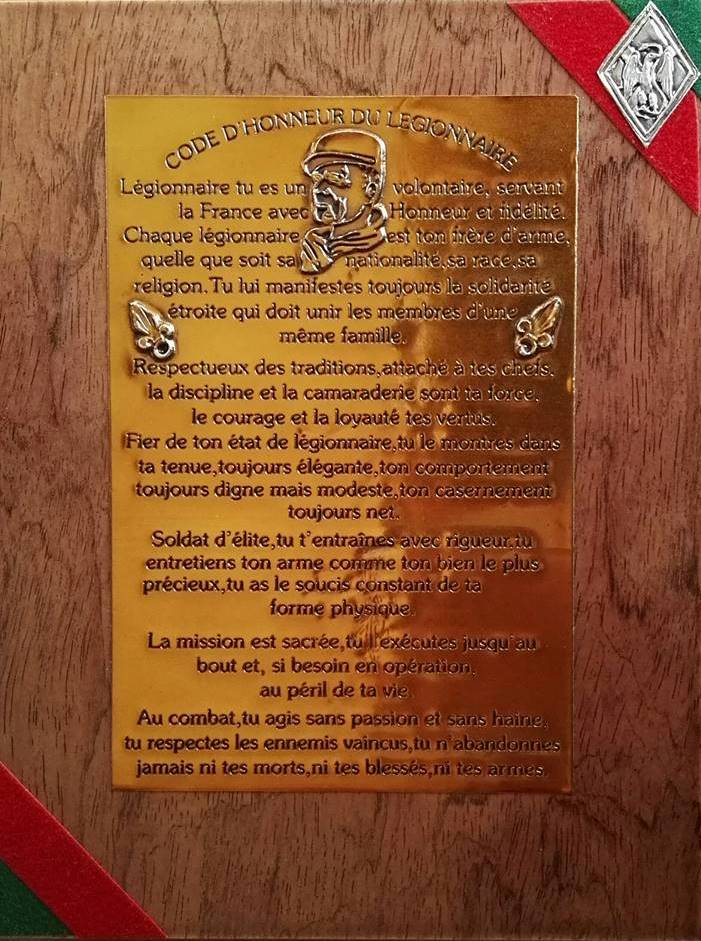 CODE D'HONNEUR DU LEGIONNAIRE
Légionnaire tu es un volontaire, servant
la France avec Honneur et fidélité.
Chaque légionnaire est ton frère d'arme,
quelle que soit sa nationalité,sa race,sa
religion.Tu lui manifestes toujours la solidarité
étroite qui doit unir les membres d'une
même famille.
Respectueux des traditions,attaché à tes chefs,
la discipline et la camaraderie sont ta force,
le courage et la loyauté tes vertus.
Fier de ton état de légionnaire,tu le montres dans
ta tenue,toujours élégante,ton comportement
toujours digne mais modeste,ton casernement
toujours net.
Soldat d'élite,tu t'entraînes avec rigueur,tu
entretiens ton arme comme ton bien le plus
précieux,tu as le soucis constant de ta
forme physique.
La mission est sacrée,tu l'exécutes jusqu'au
bout et, si besoin en opération,
au péril de ta vie
Au combat,tu agis sans passion et sans haine,
tu respectes les ennemis vaincus,tu n'abandonnes
jamais ni tes morts,ni tes blessés,ni tes armes.